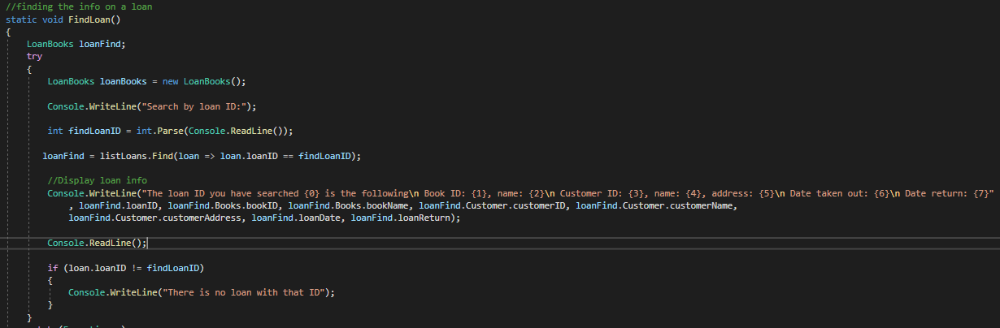 //finding the info on a loan
static void FindLoan()
{
LoanBooks loanFind;
try
{
LoanBooks loanBooks = new LoanBooks();
Console.WriteLine("Search by loan ID:");
int findLoanID = int.Parse(Console.ReadLine());
loanFind = listLoans.Find(loan => loan.loanID == findLoanID);
//Display loan info
Console.WriteLine("The loan ID you have searched {0} is the following\n Book ID: {1}, name: {2}\n Customer ID: {3}, name: {4}, address: {5}\n Date taken out: {6}\n Date return: {7}"
, loanFind.loanID, loanFind.Books.bookID, loanFind.Books.bookName, loanFind.Customer.customerID, loanFind.Customer.customerName,
loanFind.Customer.customerAddress, loanFind.loanDate, loanFind.loanReturn);
Console.ReadLine();
if (loan.loanID != findLoanID)
{
Console.WriteLine("There is no loan with that ID");
}
}